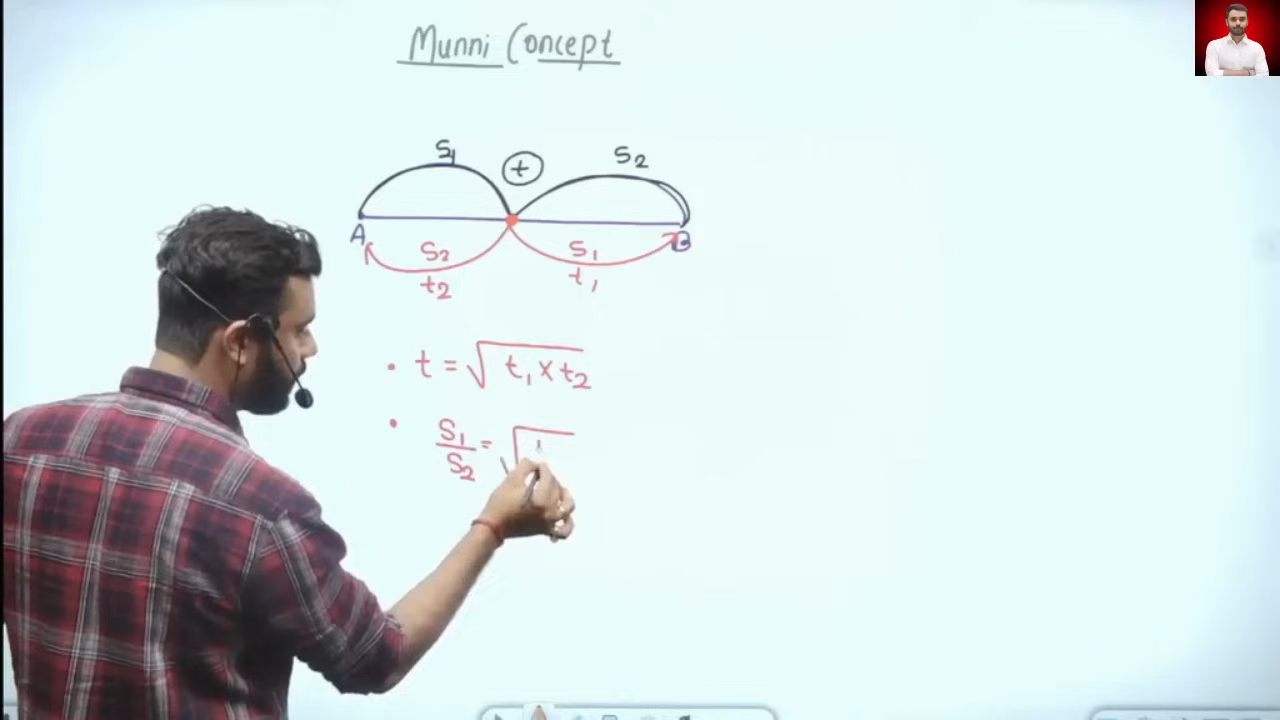 Munni Concept
S1 + S2
A B
S2 S1
t2 t1
• t = √ t1 × t2
• S1/S2 = √